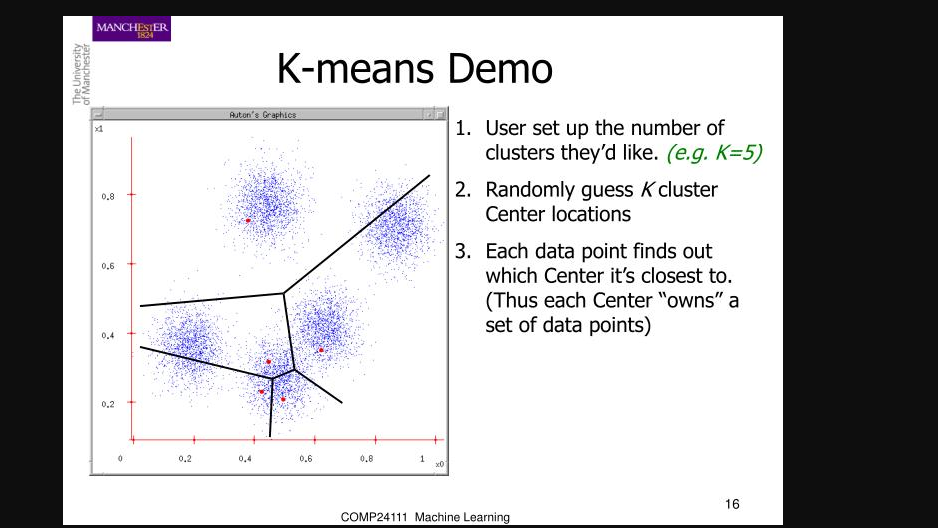 MANCHESTER
1824
The University
of Manchester
K-means Demo
Auton's Graphics
x1
0.8
0.6
0.4
0.2
0 0.2 0.4 0.6 0.8 1
x0
1. User set up the number of
clusters they’d like. (e.g. K=5)
2. Randomly guess K cluster
Center locations
3. Each data point finds out
which Center it’s closest to.
(Thus each Center “owns” a
set of data points)
16
COMP24111 Machine Learning